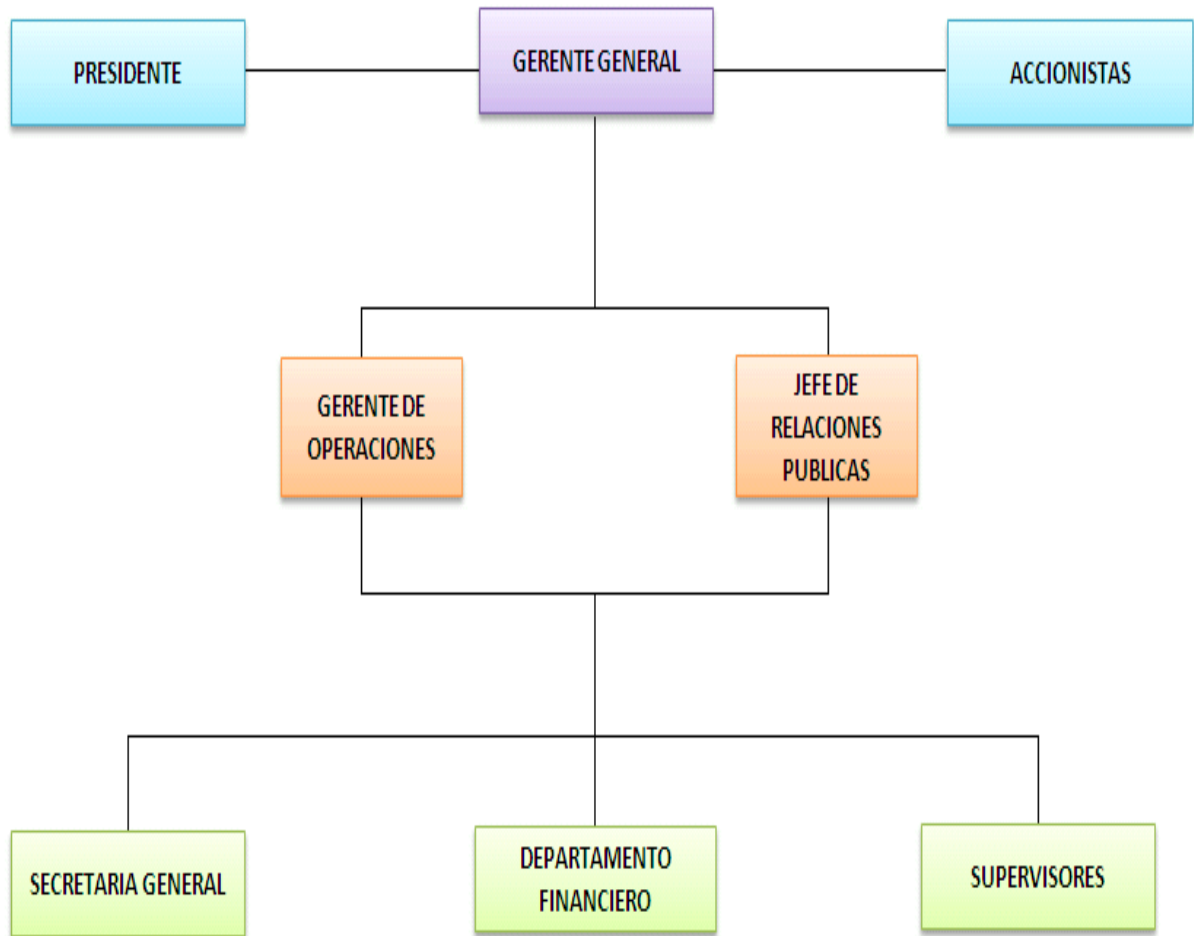 PRESIDENTE
GERENTE GENERAL
ACCIONISTAS
GERENTE DE
OPERACIONES
JEFE DE
RELACIONES
PUBLICAS
SECRETARIA GENERAL
DEPARTAMENTO
FINANCIERO
SUPERVISORES